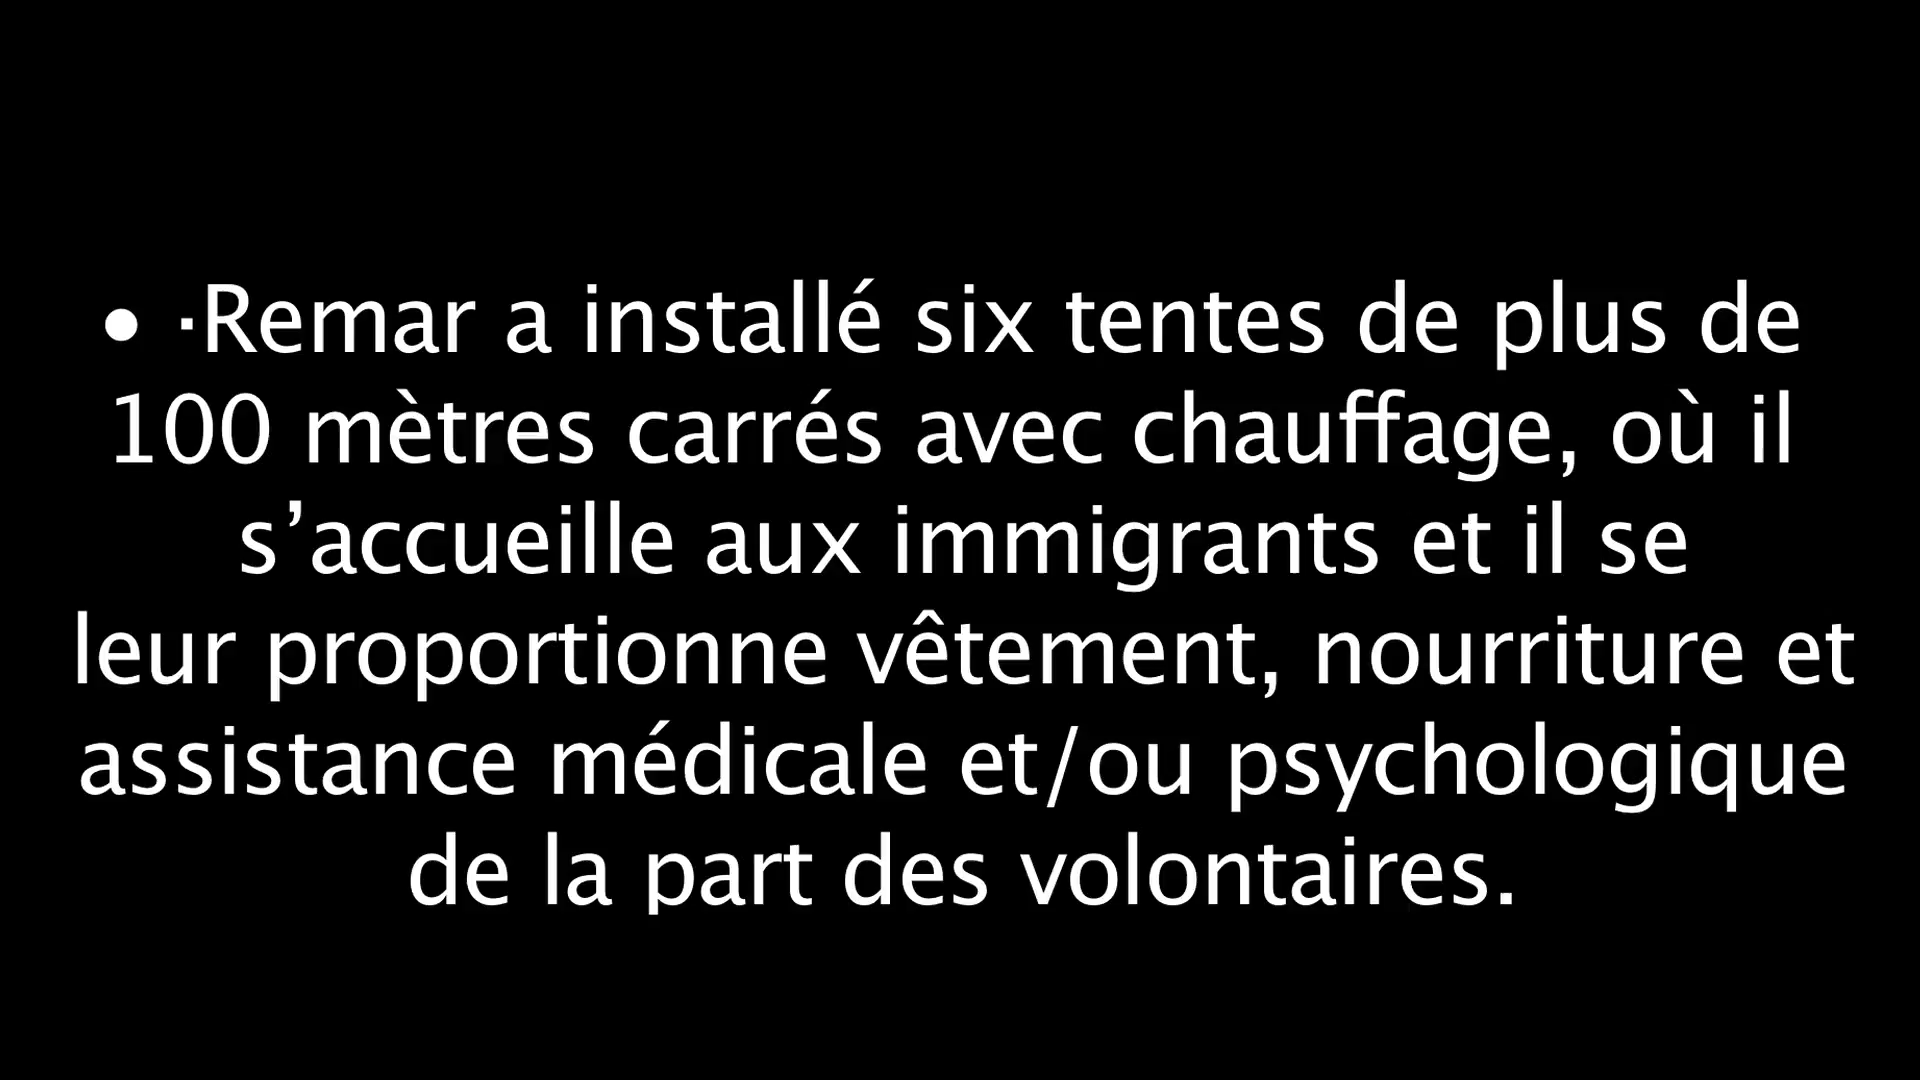 • ·Remar a installé six tentes de plus de
100 mètres carrés avec chauffage, où il
s’accueille aux immigrants et il se
leur proportionne vêtement, nourriture et
assistance médicale et/ou psychologique
de la part des volontaires.